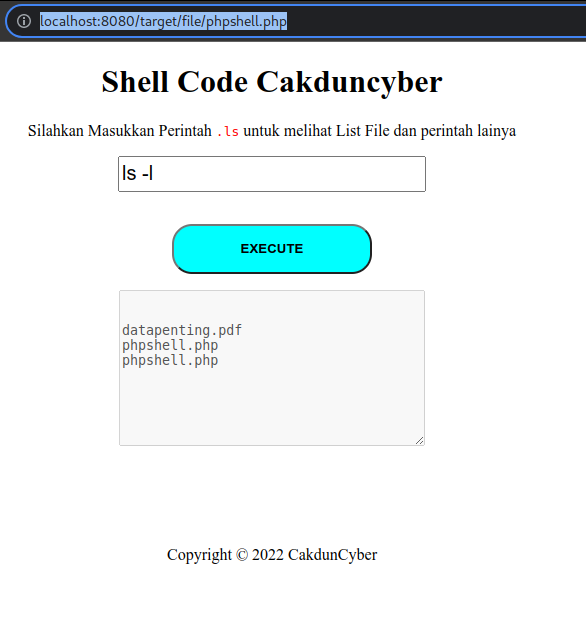 localhost:8080/target/file/phpshell.php
Shell Code Cakduncyber
Silahkan Masukkan Perintah .ls untuk melihat List File dan perintah lainya
ls -l
EXECUTE
datapenting.pdf
phpshell.php
phpshell.php
Copyright © 2022 CakdunCyber